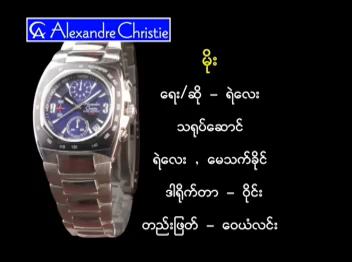 Alexandre Christie
မိုး
ရေး/ဆို – ရဲလေး
သရုပ်ဆောင်
ရဲလေး , မေသက်ခိုင်
ဒါရိုက်တာ – ဝိုင်း
တည်းဖြတ် – ဝေယံလင်း